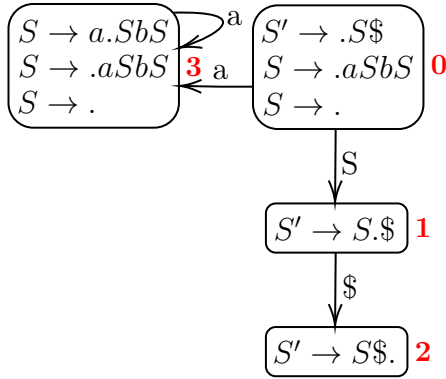 S → a.SbS
S → .aSbS
S → .
3
a
a
S' → .S$
S → .aSbS
S → .
0
S
S' → S.$
1
$
S' → S$.
2